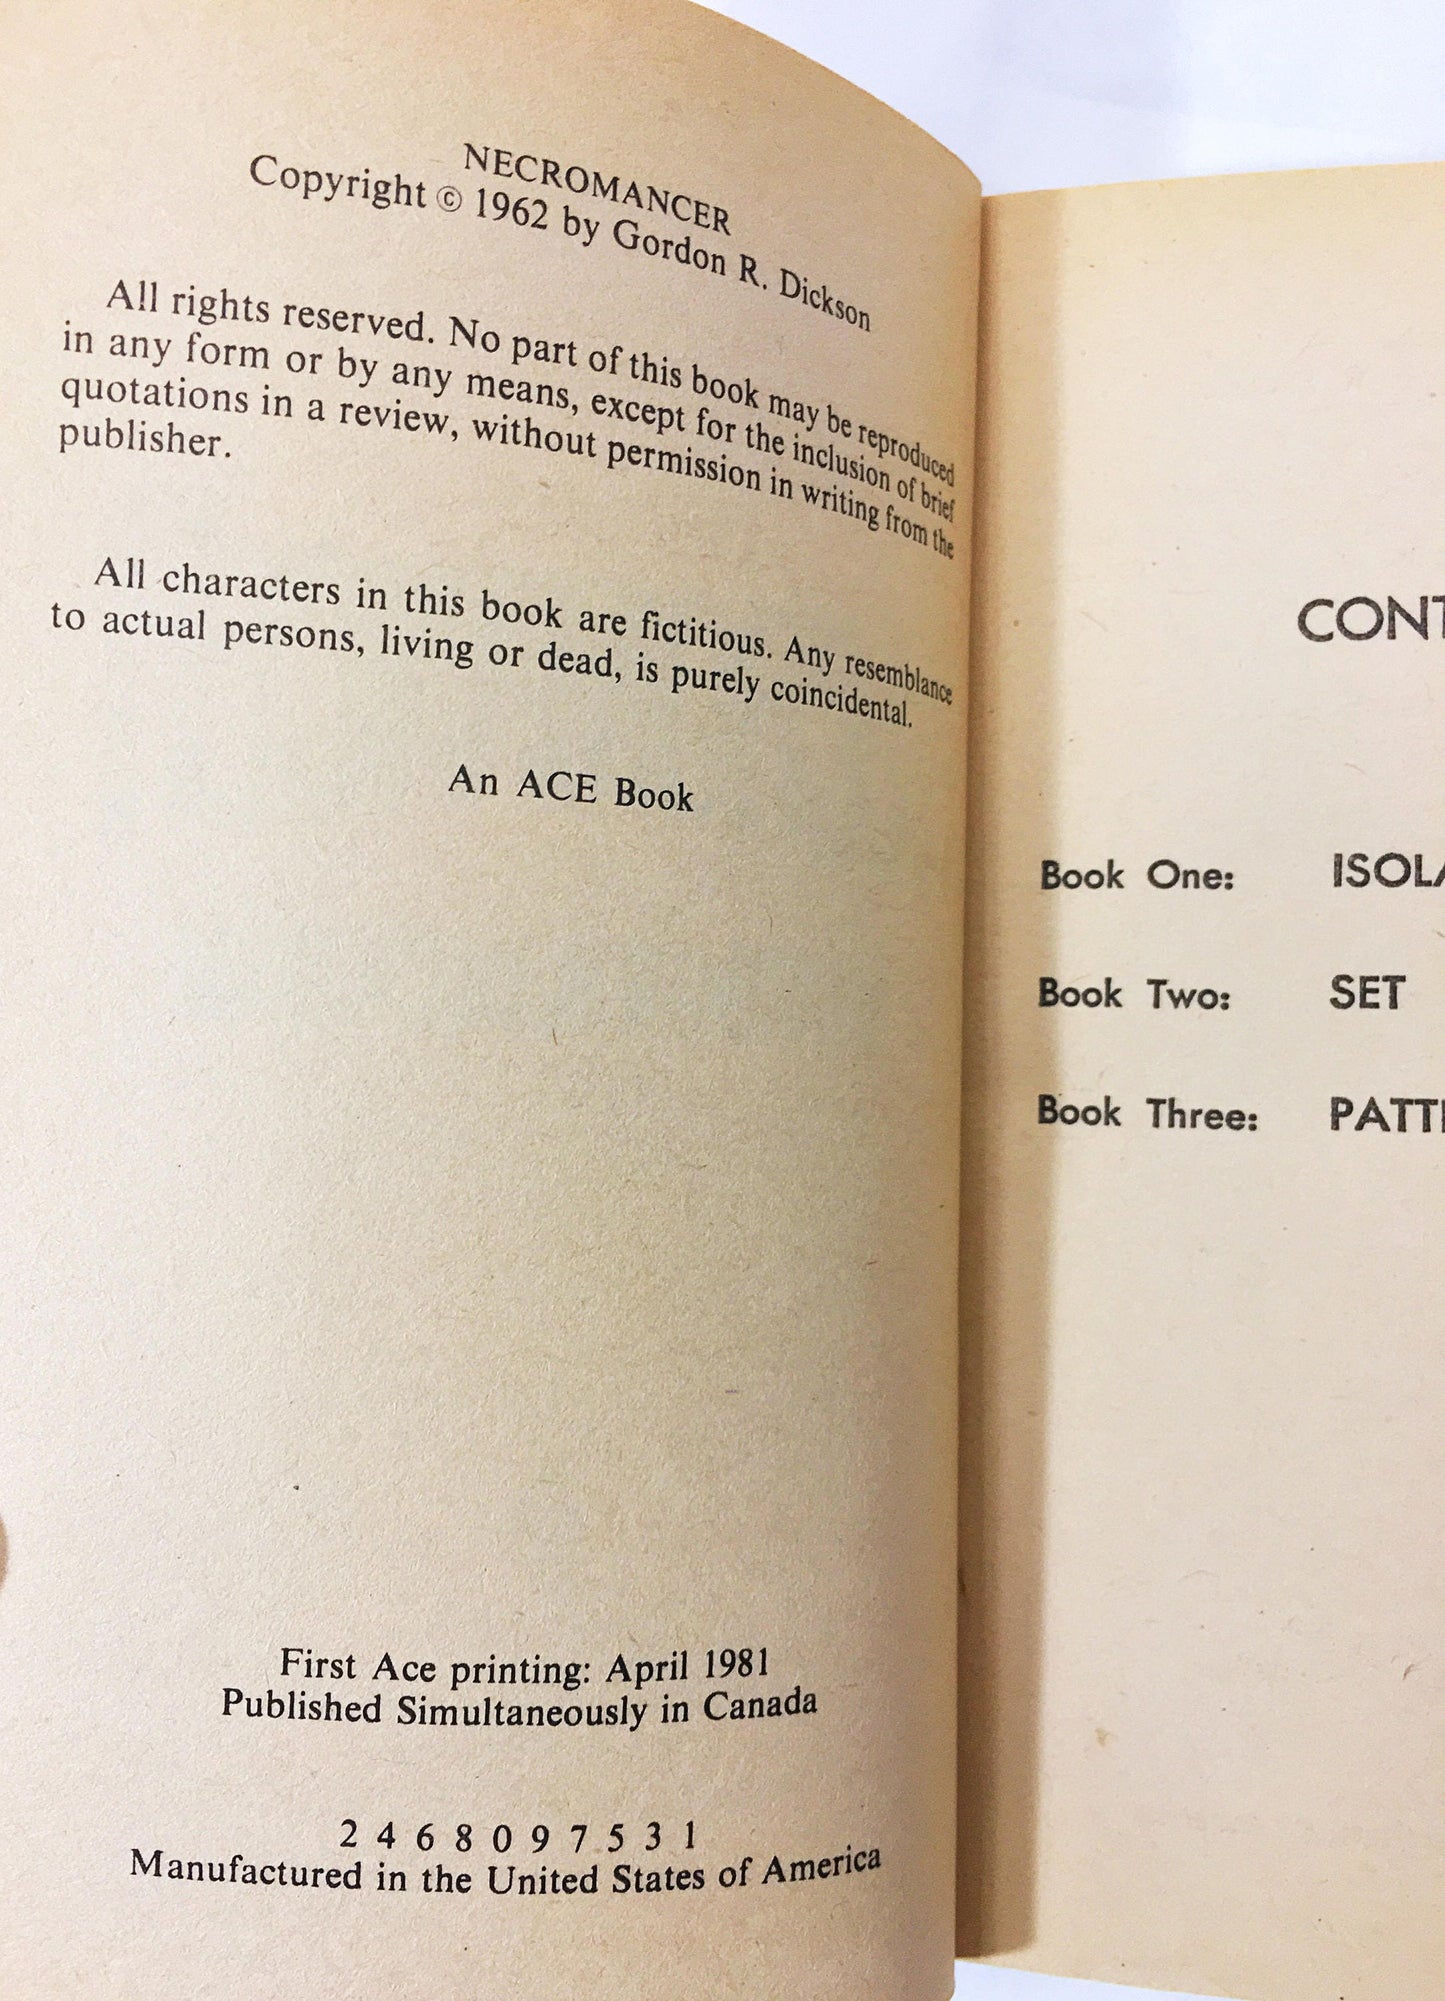 NECROMANCER
Copyright © 1962 by Gordon R. Dickson
All rights reserved. No part of this book may be reproduced
in any form or by any means, except for the inclusion of brief
quotations in a review, without permission in writing from the
publisher.
All characters in this book are fictitious. Any resemblance
to actual persons, living or dead, is purely coincidental.
An ACE Book
First Ace printing: April 1981
Published Simultaneously in Canada
2 4 6 8 0 9 7 5 3 1
Manufactured in the United States of America
CONT
Book One: ISOLA
Book Two: SET
Book Three: PATT